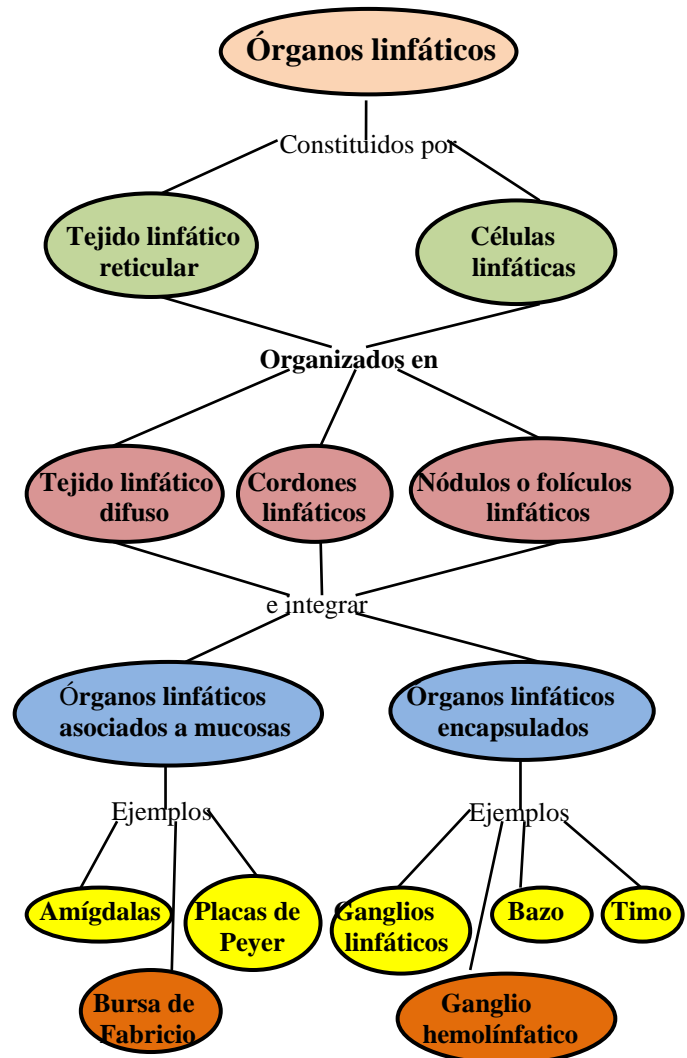 Órganos linfáticos
Constituidos por
Tejido linfático
reticular
Células
linfáticas
Organizados en
Tejido linfático
difuso
Cordones
linfáticos
Nódulos o folículos
linfáticos
e integrar
Órganos linfáticos
asociados a mucosas
Órganos linfáticos
encapsulados
Ejemplos
Ejemplos
Amígdalas
Placas de
Peyer
Ganglios
linfáticos
Bazo
Timo
Bursa de
Fabricio
Ganglio
hemolínfatico